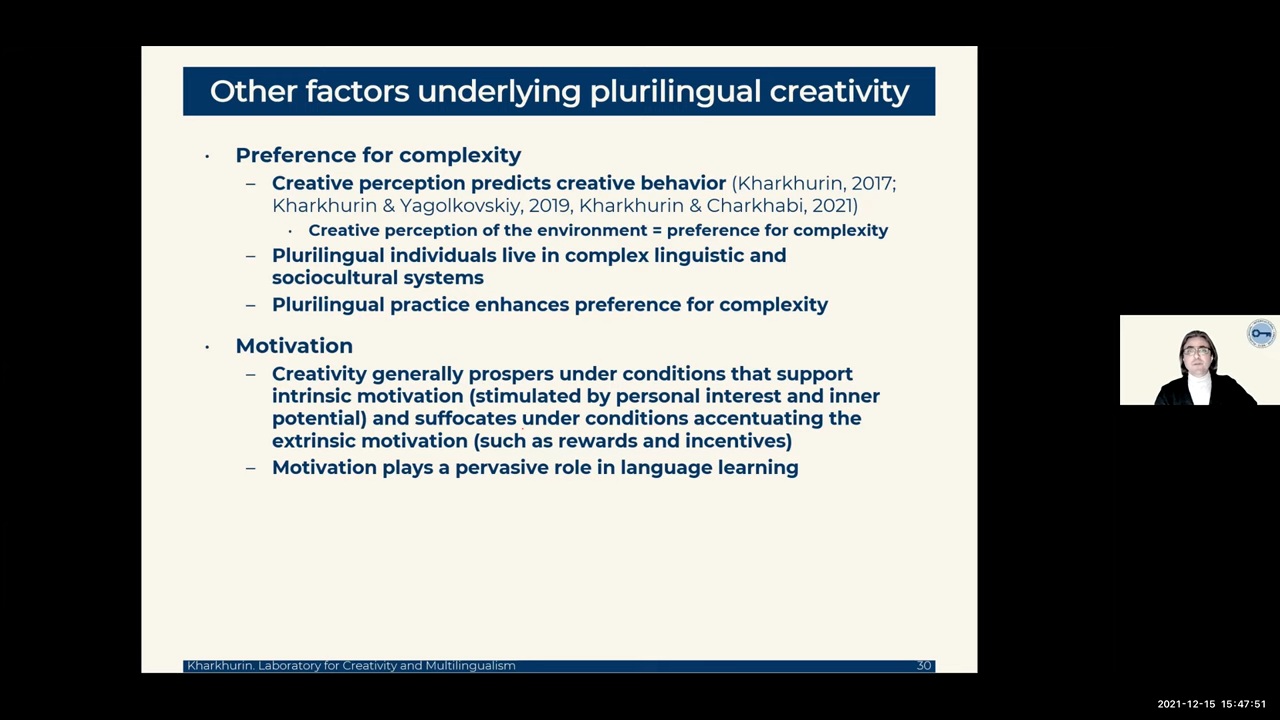 Other factors underlying plurilingual creativity
· Preference for complexity
– Creative perception predicts creative behavior (Kharkhurin, 2017;
Kharkhurin & Yagolkovskiy, 2019, Kharkhurin & Charkhabi, 2021)
· Creative perception of the environment = preference for complexity
– Plurilingual individuals live in complex linguistic and
sociocultural systems
– Plurilingual practice enhances preference for complexity
· Motivation
– Creativity generally prospers under conditions that support
intrinsic motivation (stimulated by personal interest and inner
potential) and suffocates under conditions accentuating the
extrinsic motivation (such as rewards and incentives)
– Motivation plays a pervasive role in language learning
Kharkhurin. Laboratory for Creativity and Multilingualism
30
2021-12-15 15:47:51